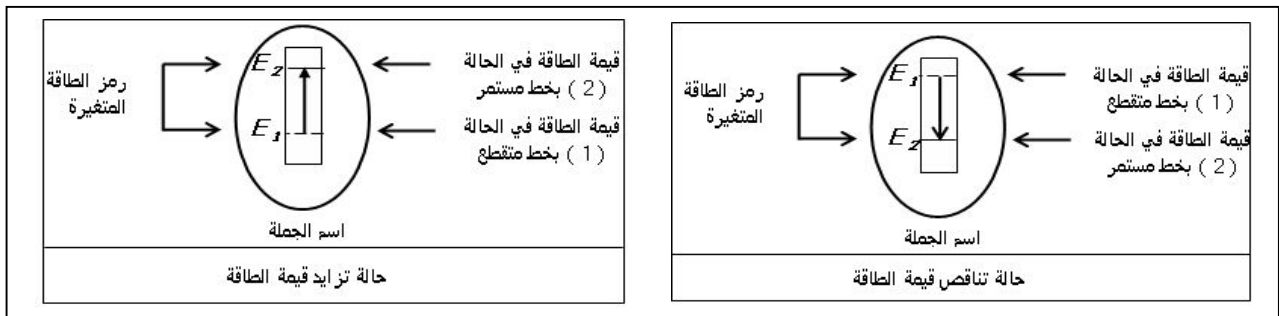 قيمة الطاقة في الحالة
( 2 ) بخط مستمر
قيمة الطاقة في الحالة
( 1 ) بخط متقطع
E2
E1
رمز الطاقة
المتغيرة
اسم الجملة
حالة تزايد قيمة الطاقة
قيمة الطاقة في الحالة
( 1 ) بخط متقطع
قيمة الطاقة في الحالة
( 2 ) بخط مستمر
E1
E2
رمز الطاقة
المتغيرة
اسم الجملة
حالة تناقص قيمة الطاقة